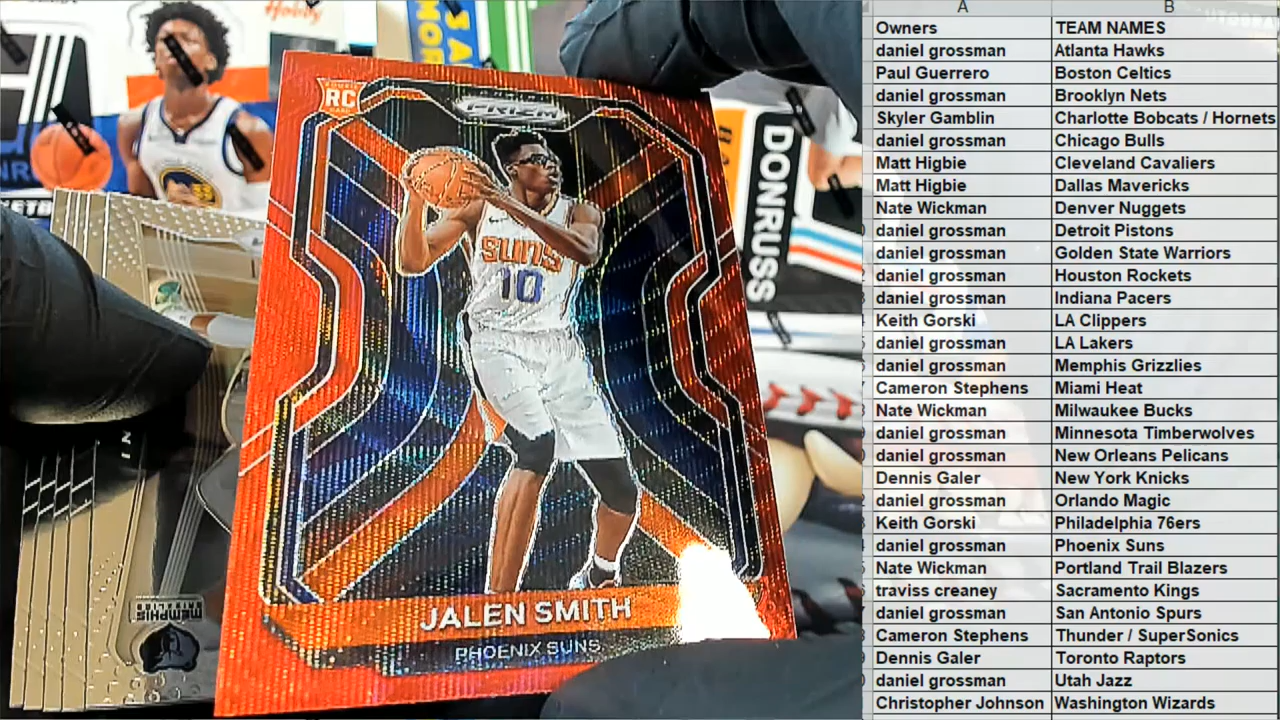 Hobby
RC
PRIZM
SUNS
10
JALEN SMITH
PHOENIX SUNS
DONRUSS
MEMPHIS
GRIZZLIES
A B
Owners TEAM NAMES
daniel grossman Atlanta Hawks
Paul Guerrero Boston Celtics
daniel grossman Brooklyn Nets
Skyler Gamblin Charlotte Bobcats / Hornets
daniel grossman Chicago Bulls
Matt Higbie Cleveland Cavaliers
Matt Higbie Dallas Mavericks
Nate Wickman Denver Nuggets
daniel grossman Detroit Pistons
daniel grossman Golden State Warriors
daniel grossman Houston Rockets
daniel grossman Indiana Pacers
Keith Gorski LA Clippers
daniel grossman LA Lakers
daniel grossman Memphis Grizzlies
Cameron Stephens Miami Heat
Nate Wickman Milwaukee Bucks
daniel grossman Minnesota Timberwolves
daniel grossman New Orleans Pelicans
Dennis Galer New York Knicks
daniel grossman Orlando Magic
Keith Gorski Philadelphia 76ers
daniel grossman Phoenix Suns
Nate Wickman Portland Trail Blazers
traviss creaney Sacramento Kings
daniel grossman San Antonio Spurs
Cameron Stephens Thunder / SuperSonics
Dennis Galer Toronto Raptors
daniel grossman Utah Jazz
Christopher Johnson Washington Wizards